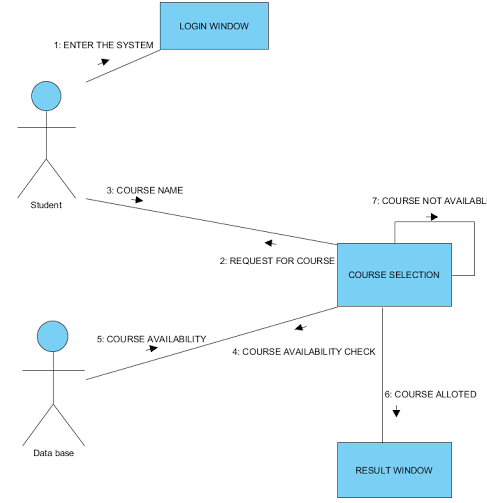 LOGIN WINDOW
1: ENTER THE SYSTEM
Student
3: COURSE NAME
7: COURSE NOT AVAILABL
2: REQUEST FOR COURSE
COURSE SELECTION
5: COURSE AVAILABILITY
4: COURSE AVAILABILITY CHECK
Data base
6: COURSE ALLOTED
RESULT WINDOW